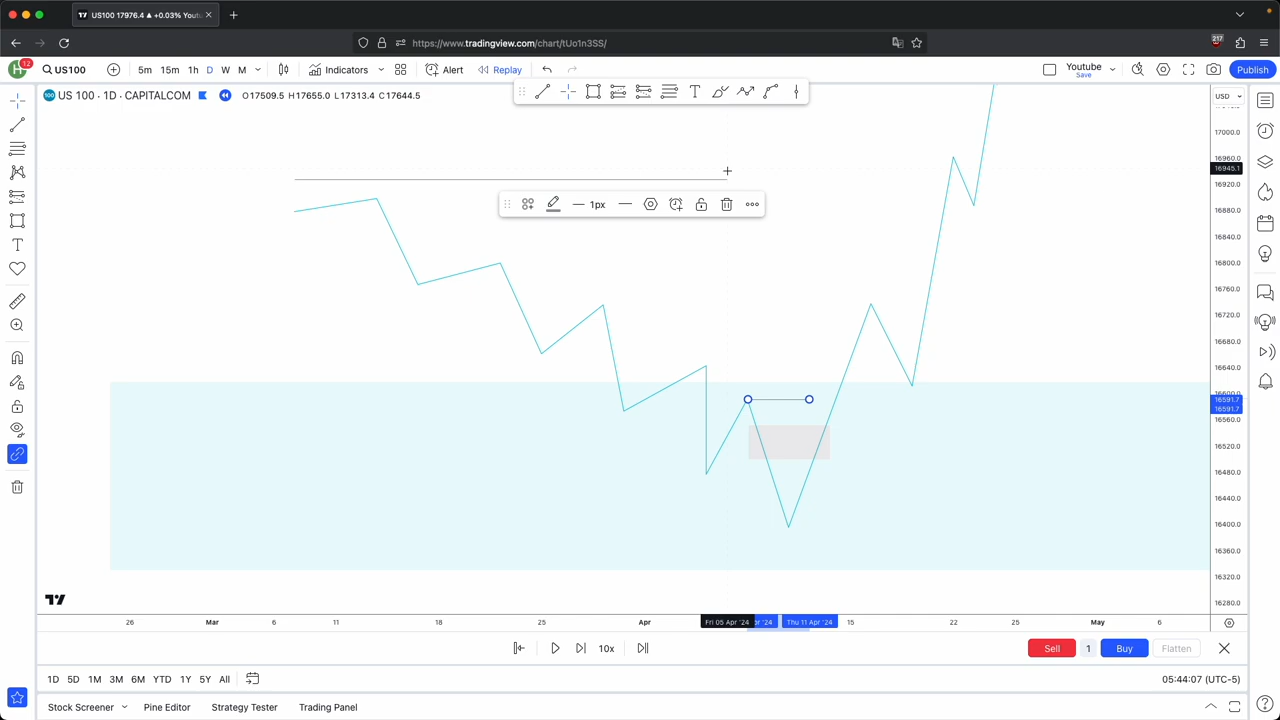 US100 17976.4 ▲ +0.03% Youtu
https://www.tradingview.com/chart/tUo1n3SS/
217
H 12 US100 5m 15m 1h D W M Indicators Alert Replay Youtube Save Publish
100 US 100 · 1D · CAPITALCOM O17509.5 H17655.0 L17313.4 C17644.5
USD
1px
17000.0
16960.0
16945.1
16920.0
16880.0
16840.0
16800.0
16760.0
16720.0
16680.0
16640.0
16591.7
16591.7
16560.0
16520.0
16480.0
16440.0
16400.0
16360.0
16320.0
16280.0
26 Mar 6 11 18 25 Apr Fri 05 Apr '24 pr '24 Thu 11 Apr '24 15 22 25 May 6
10x Sell 1 Buy Flatten
1D 5D 1M 3M 6M YTD 1Y 5Y All 05:44:07 (UTC-5)
Stock Screener Pine Editor Strategy Tester Trading Panel